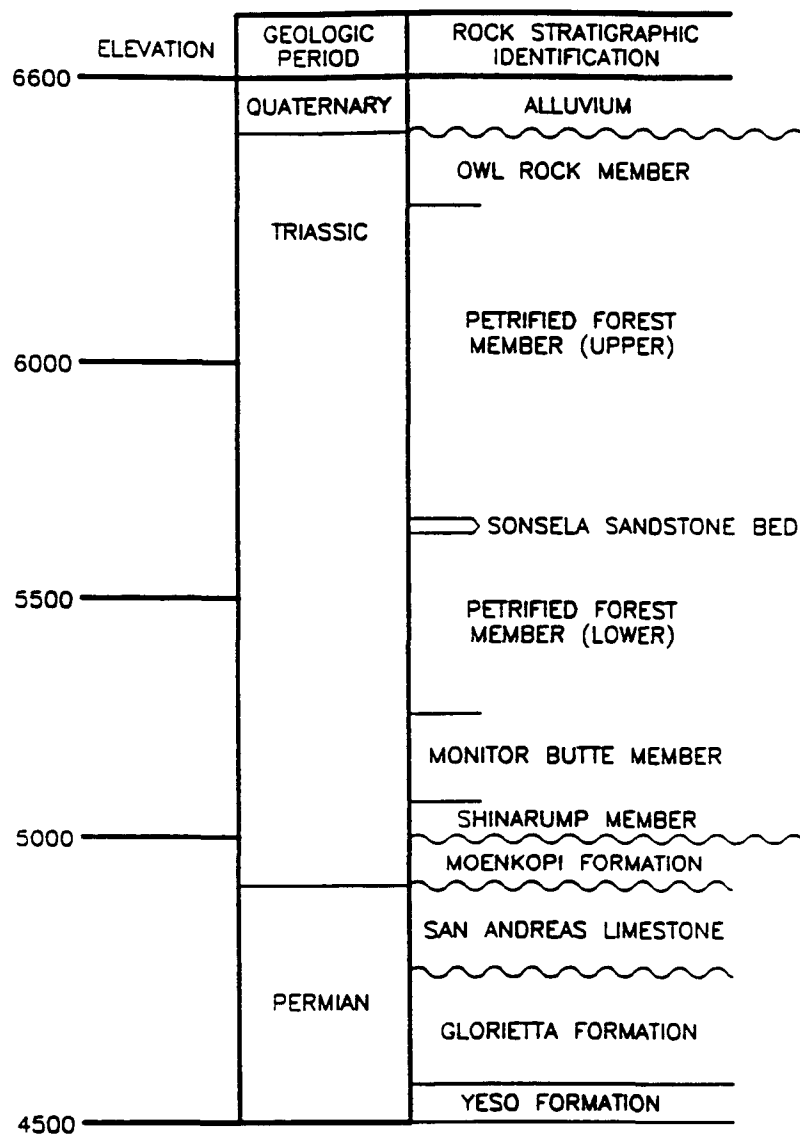 ELEVATION
GEOLOGIC
PERIOD
ROCK STRATIGRAPHIC
IDENTIFICATION
6600
QUATERNARY
ALLUVIUM
OWL ROCK MEMBER
TRIASSIC
PETRIFIED FOREST
MEMBER (UPPER)
6000
SONSELA SANDSTONE BED
5500
PETRIFIED FOREST
MEMBER (LOWER)
MONITOR BUTTE MEMBER
SHINARUMP MEMBER
5000
MOENKOPI FORMATION
SAN ANDREAS LIMESTONE
PERMIAN
GLORIETTA FORMATION
YESO FORMATION
4500